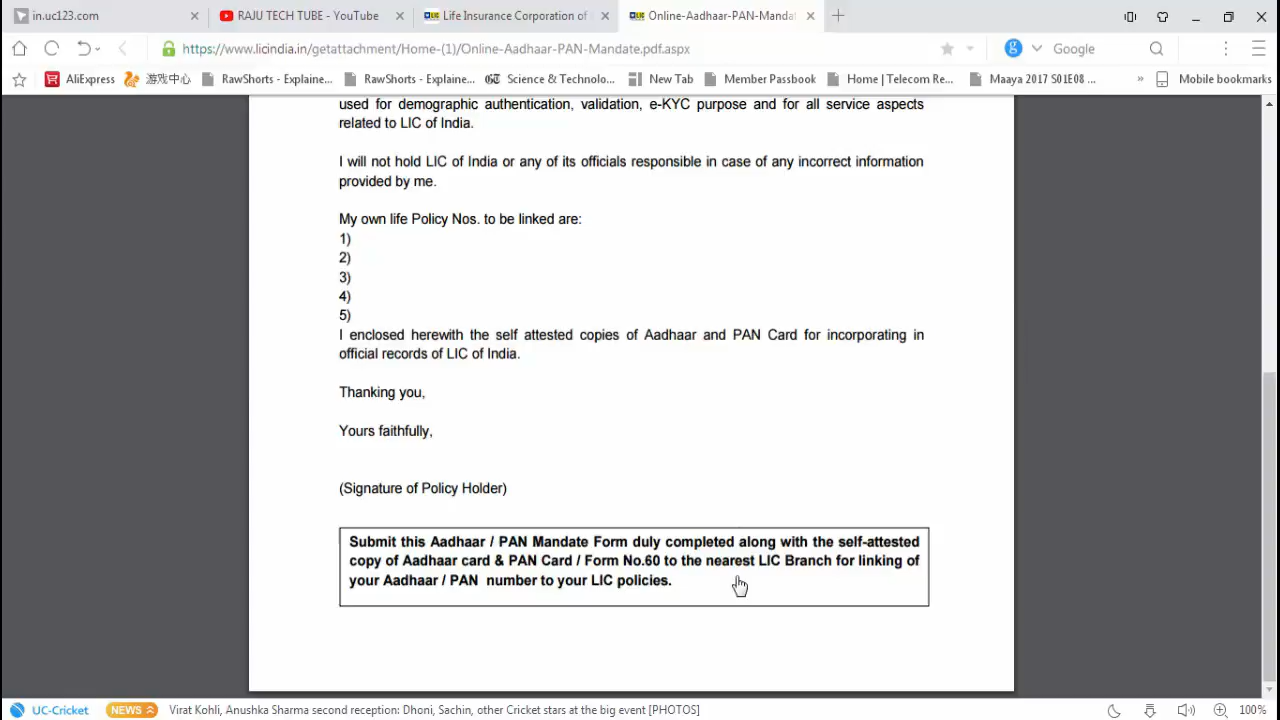 in.uc123.com
RAJU TECH TUBE - YouTube
Life Insurance Corporation of
Online-Aadhaar-PAN-Mandat
https://www.licindia.in/getattachment/Home-(1)/Online-Aadhaar-PAN-Mandate.pdf.aspx
Google
AliExpress
游戏中心
RawShorts - Explaine...
RawShorts - Explaine...
Science & Technolo...
New Tab
Member Passbook
Home | Telecom Re...
Maaya 2017 S01E08 ...
Mobile bookmarks
used for demographic authentication, validation, e-KYC purpose and for all service aspects
related to LIC of India.
I will not hold LIC of India or any of its officials responsible in case of any incorrect information
provided by me.
My own life Policy Nos. to be linked are:
1)
2)
3)
4)
5)
I enclosed herewith the self attested copies of Aadhaar and PAN Card for incorporating in
official records of LIC of India.
Thanking you,
Yours faithfully,
(Signature of Policy Holder)
Submit this Aadhaar / PAN Mandate Form duly completed along with the self-attested
copy of Aadhaar card & PAN Card / Form No.60 to the nearest LIC Branch for linking of
your Aadhaar / PAN number to your LIC policies.
UC-Cricket
NEWS
Virat Kohli, Anushka Sharma second reception: Dhoni, Sachin, other Cricket stars at the big event [PHOTOS]
100%